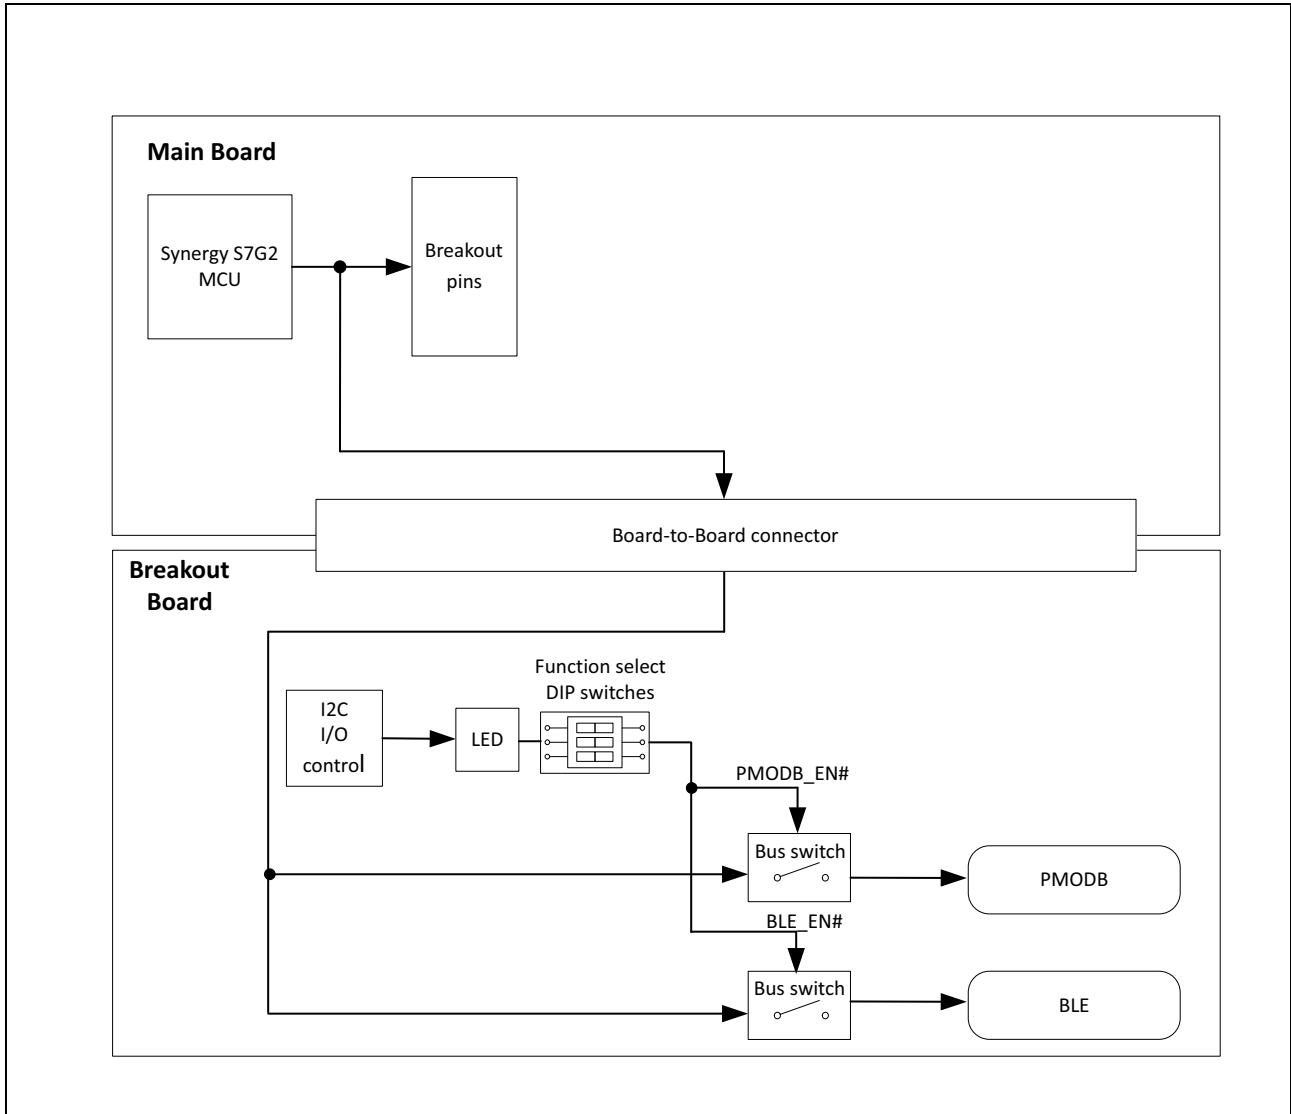 Main Board
Synergy S7G2
MCU
Breakout
pins
Board-to-Board connector
Breakout
Board
Function select
DIP switches
I2C
I/O
control
LED
PMODB_EN#
Bus switch
PMODB
BLE_EN#
Bus switch
BLE